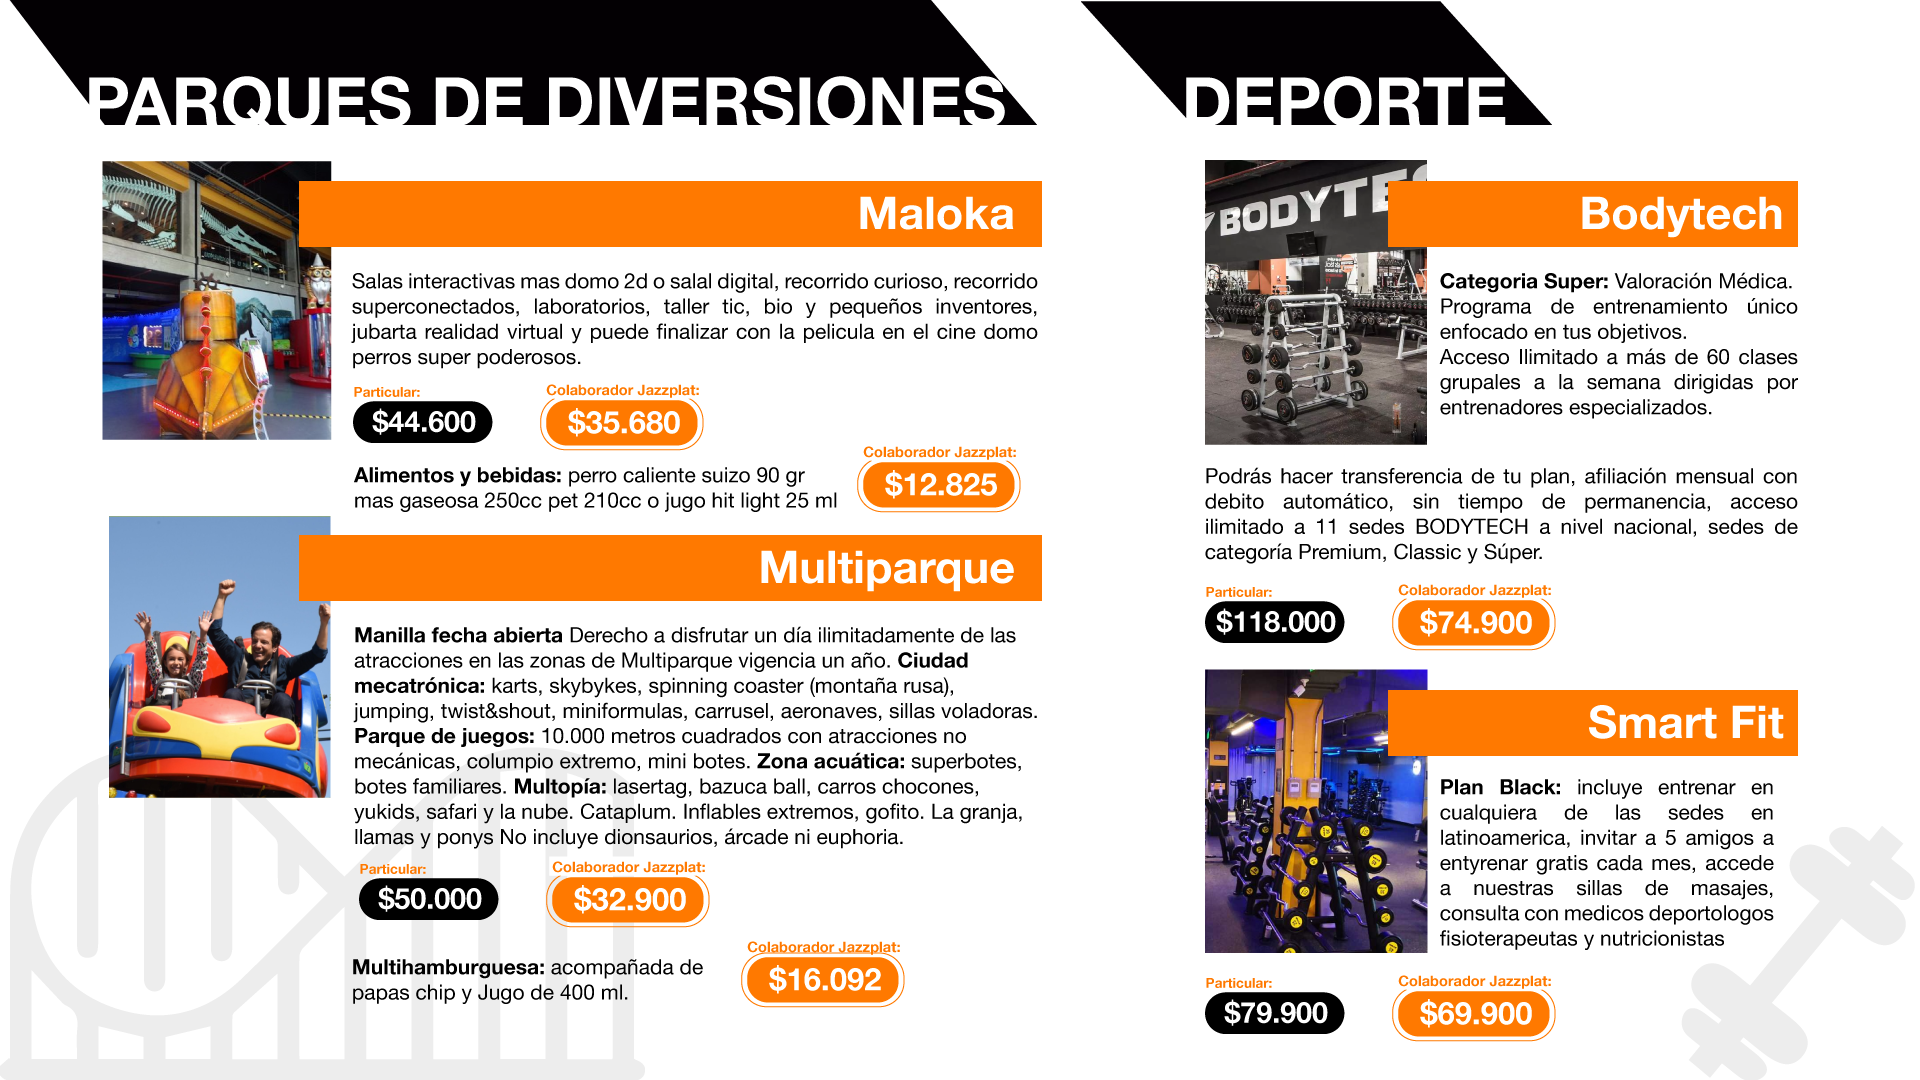 PARQUES DE DIVERSIONES
Maloka
Salas interactivas mas domo 2d o salal digital, recorrido curioso, recorrido
superconectados, laboratorios, taller tic, bio y pequeños inventores,
jubarta realidad virtual y puede finalizar con la pelicula en el cine domo
perros super poderosos.
Particular:
$44.600
Colaborador Jazzplat:
$35.680
Alimentos y bebidas: perro caliente suizo 90 gr
mas gaseosa 250cc pet 210cc o jugo hit light 25 ml
Colaborador Jazzplat:
$12.825
Multiparque
Manilla fecha abierta Derecho a disfrutar un día ilimitadamente de las
atracciones en las zonas de Multiparque vigencia un año. Ciudad
mecatrónica: karts, skybykes, spinning coaster (montaña rusa),
jumping, twist&shout, miniformulas, carrusel, aeronaves, sillas voladoras.
Parque de juegos: 10.000 metros cuadrados con atracciones no
mecánicas, columpio extremo, mini botes. Zona acuática: superbotes,
botes familiares. Multopía: lasertag, bazuca ball, carros chocones,
yukids, safari y la nube. Cataplum. Inflables extremos, gofito. La granja,
llamas y ponys No incluye dionsaurios, árcade ni euphoria.
Particular:
$50.000
Colaborador Jazzplat:
$32.900
Multihamburguesa: acompañada de
papas chip y Jugo de 400 ml.
Colaborador Jazzplat:
$16.092
DEPORTE
BODYTEC
Bodytech
Categoria Super: Valoración Médica.
Programa de entrenamiento único
enfocado en tus objetivos.
Acceso Ilimitado a más de 60 clases
grupales a la semana dirigidas por
entrenadores especializados.
Podrás hacer transferencia de tu plan, afiliación mensual con
debito automático, sin tiempo de permanencia, acceso
ilimitado a 11 sedes BODYTECH a nivel nacional, sedes de
categoría Premium, Classic y Súper.
Particular:
$118.000
Colaborador Jazzplat:
$74.900
Smart Fit
Plan Black: incluye entrenar en
cualquiera de las sedes en
latinoamerica, invitar a 5 amigos a
entyrenar gratis cada mes, accede
a nuestras sillas de masajes,
consulta con medicos deportologos
fisioterapeutas y nutricionistas
Particular:
$79.900
Colaborador Jazzplat:
$69.900